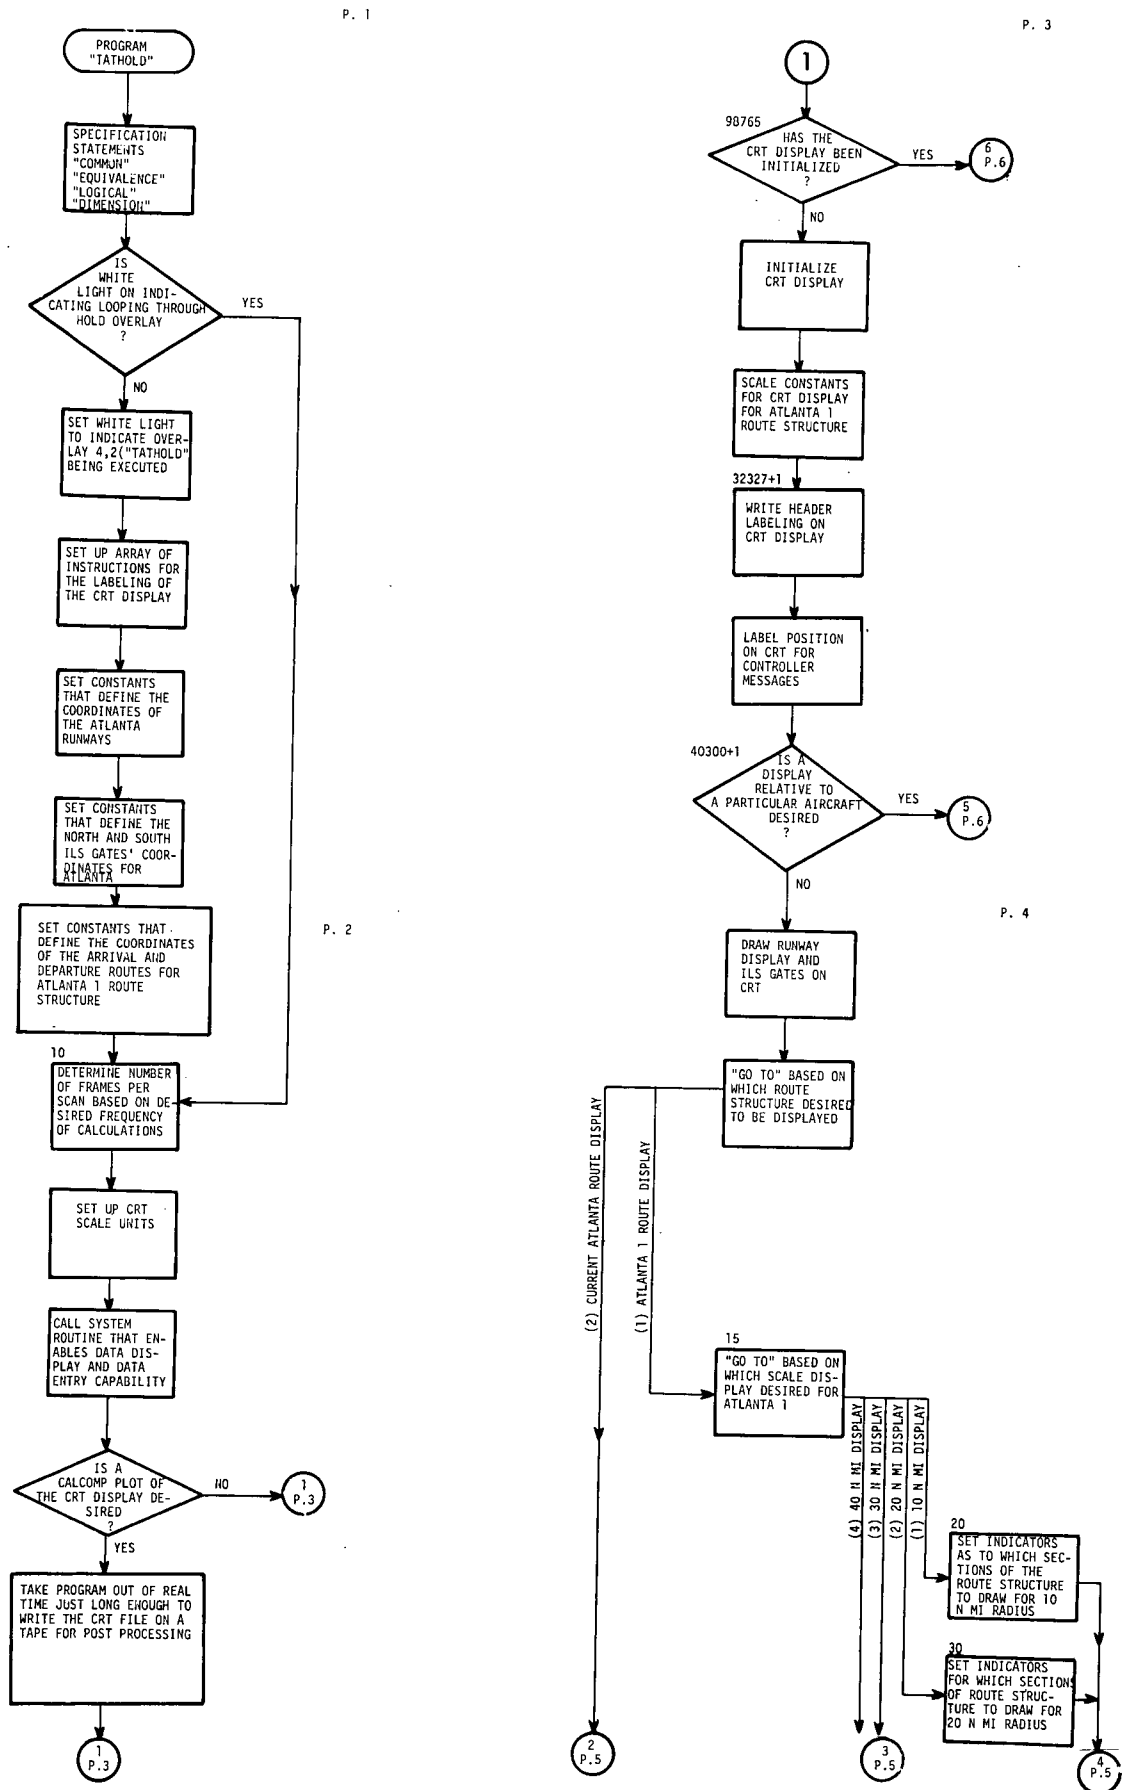 P. 1
PROGRAM
"TATHOLD"
SPECIFICATION
STATEMENTS
"COMMON"
"EQUIVALENCE"
"LOGICAL"
"DIMENSION"
IS
WHITE
LIGHT ON INDI-
CATING LOOPING THROUGH
HOLD OVERLAY
?
YES
NO
SET WHITE LIGHT
TO INDICATE OVER-
LAY 4,2("TATHOLD"
BEING EXECUTED
SET UP ARRAY OF
INSTRUCTIONS FOR
THE LABELING OF
THE CRT DISPLAY
SET CONSTANTS
THAT DEFINE THE
COORDINATES OF
THE ATLANTA
RUNWAYS
SET CONSTANTS
THAT DEFINE THE
NORTH AND SOUTH
ILS GATES' COOR-
DINATES FOR
ATLANTA
P. 2
SET CONSTANTS THAT
DEFINE THE COORDINATES
OF THE ARRIVAL AND
DEPARTURE ROUTES FOR
ATLANTA 1 ROUTE
STRUCTURE
10
DETERMINE NUMBER
OF FRAMES PER
SCAN BASED ON DE-
SIRED FREQUENCY
OF CALCULATIONS
SET UP CRT
SCALE UNITS
CALL SYSTEM
ROUTINE THAT EN-
ABLES DATA DIS-
PLAY AND DATA
ENTRY CAPABILITY
IS A
CALCOMP PLOT OF
THE CRT DISPLAY DE-
SIRED
?
NO
1
P.3
YES
TAKE PROGRAM OUT OF REAL
TIME JUST LONG ENOUGH TO
WRITE THE CRT FILE ON A
TAPE FOR POST PROCESSING
1
P.3
P. 3
1
98765
HAS THE
CRT DISPLAY BEEN
INITIALIZED
?
YES
6
P.6
NO
INITIALIZE
CRT DISPLAY
SCALE CONSTANTS
FOR CRT DISPLAY
FOR ATLANTA 1
ROUTE STRUCTURE
32327+1
WRITE HEADER
LABELING ON
CRT DISPLAY
LABEL POSITION
ON CRT FOR
CONTROLLER
MESSAGES
40300+1
IS A
DISPLAY
RELATIVE TO
A PARTICULAR AIRCRAFT
DESIRED
?
YES
5
P.6
NO
P. 4
DRAW RUNWAY
DISPLAY AND
ILS GATES ON
CRT
"GO TO" BASED ON
WHICH ROUTE
STRUCTURE DESIRED
TO BE DISPLAYED
(2) CURRENT ATLANTA ROUTE DISPLAY
(1) ATLANTA 1 ROUTE DISPLAY
15
"GO TO" BASED ON
WHICH SCALE DIS-
PLAY DESIRED FOR
ATLANTA 1
(4) 40 N MI DISPLAY
(3) 30 N MI DISPLAY
(2) 20 N MI DISPLAY
(1) 10 N MI DISPLAY
20
SET INDICATORS
AS TO WHICH SEC-
TIONS OF THE
ROUTE STRUCTURE
TO DRAW FOR 10
N MI RADIUS
30
SET INDICATORS
FOR WHICH SECTIONS
OF ROUTE STRUC-
TURE TO DRAW FOR
20 N MI RADIUS
2
P.5
3
P.5
4
P.5